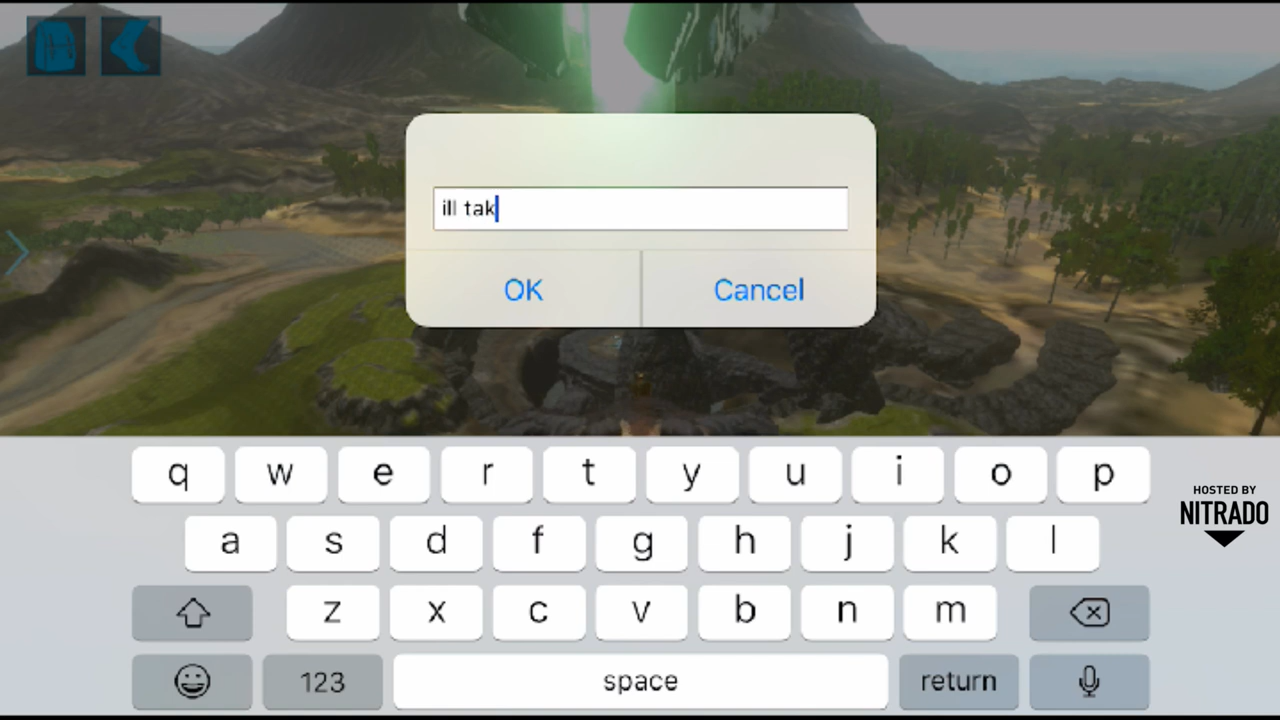 ill tak
OK Cancel
q w e r t y u i o p
HOSTED BY
NITRADO
a s d f g h j k l
z x c v b n m
123 space return